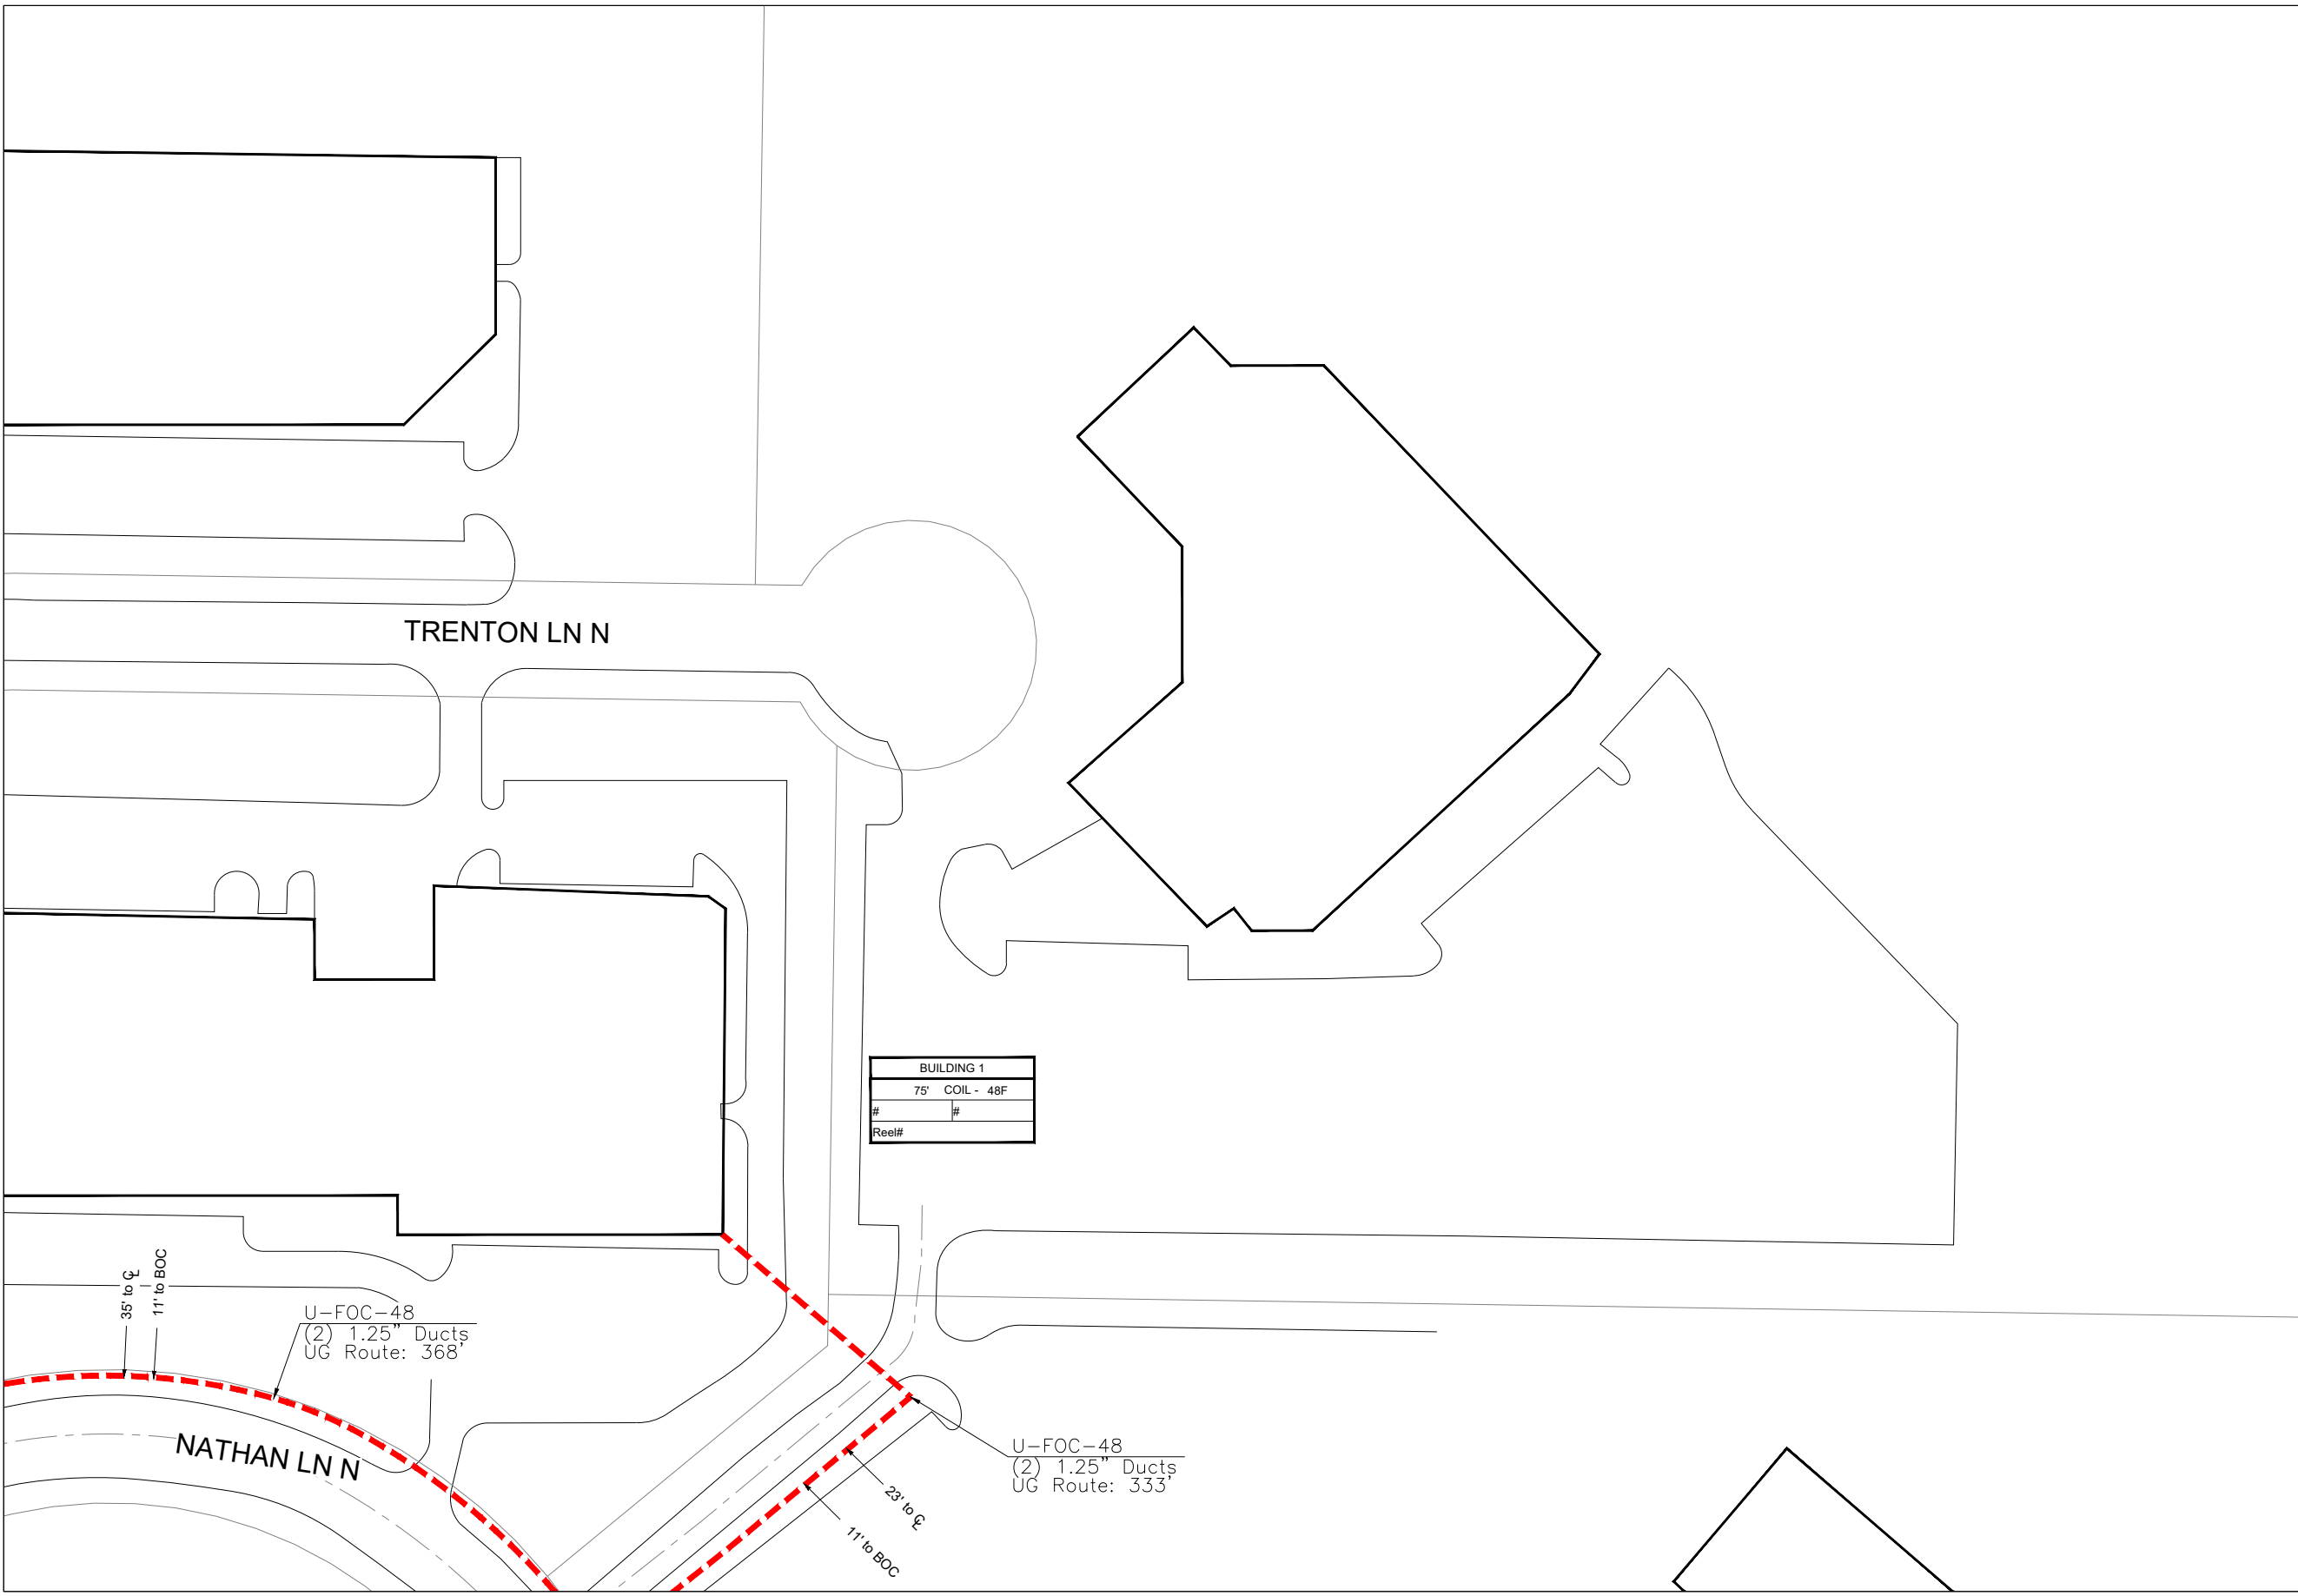 TRENTON LN N
BUILDING 1
75' COIL - 48F
# #
Reel#
35' to ℄
11' to BOC
U-FOC-48
(2) 1.25" Ducts
UG Route: 368'
NATHAN LN N
U-FOC-48
(2) 1.25" Ducts
UG Route: 333'
23' to ℄
11' to BOC